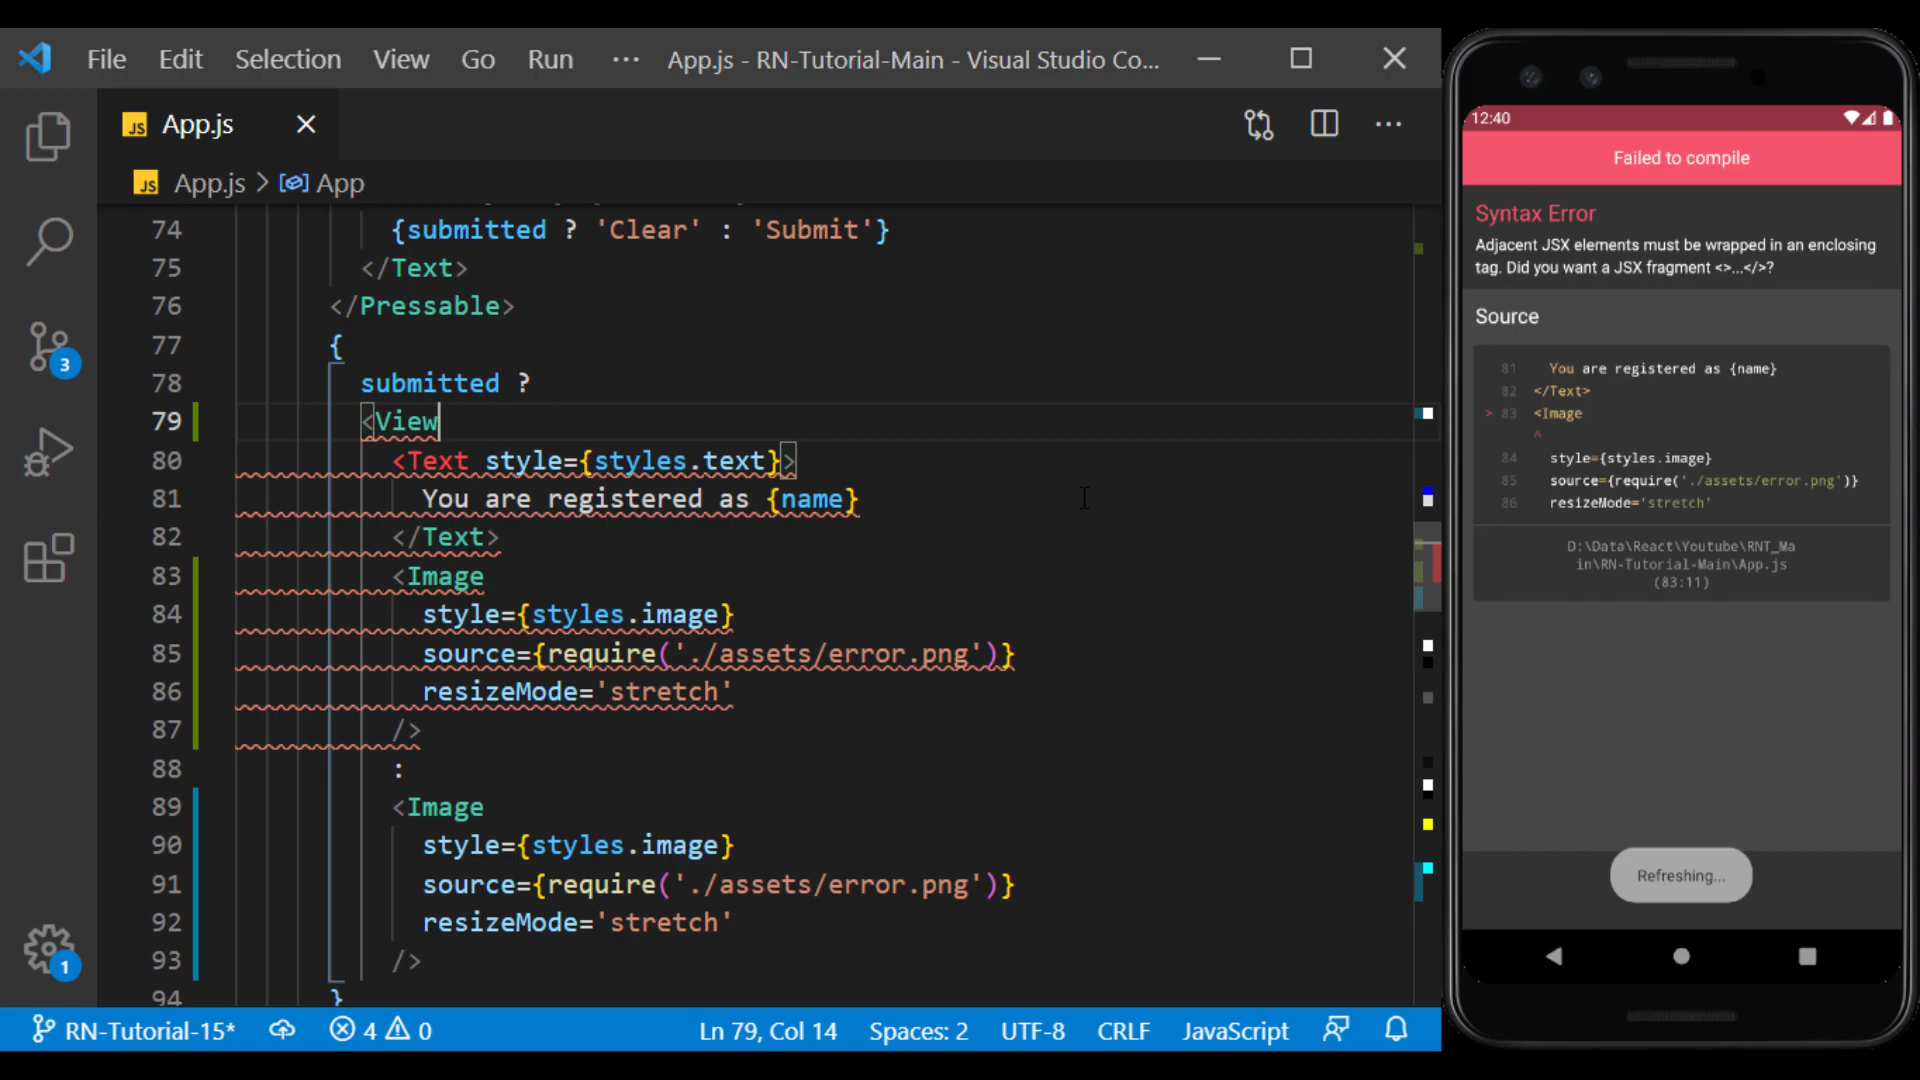 File Edit Selection View Go Run ··· App.js - RN-Tutorial-Main - Visual Studio Co...
JS App.js
JS App.js > App
74 {submitted ? 'Clear' : 'Submit'}
75 </Text>
76 </Pressable>
77 {
78 submitted ?
79 <View
80 <Text style={styles.text}>
81 You are registered as {name}
82 </Text>
83 <Image
84 style={styles.image}
85 source={require('./assets/error.png')}
86 resizeMode='stretch'
87 />
88 :
89 <Image
90 style={styles.image}
91 source={require('./assets/error.png')}
92 resizeMode='stretch'
93 />
94 }
3
1
RN-Tutorial-15* 4 0 Ln 79, Col 14 Spaces: 2 UTF-8 CRLF JavaScript
12:40
Failed to compile
Syntax Error
Adjacent JSX elements must be wrapped in an enclosing
tag. Did you want a JSX fragment <>...</>?
Source
81 You are registered as {name}
82 </Text>
> 83 <Image
^
84 style={styles.image}
85 source={require('./assets/error.png')}
86 resizeMode='stretch'
D:\Data\React\Youtube\RNT_Ma
in\RN-Tutorial-Main\App.js
(83:11)
Refreshing...